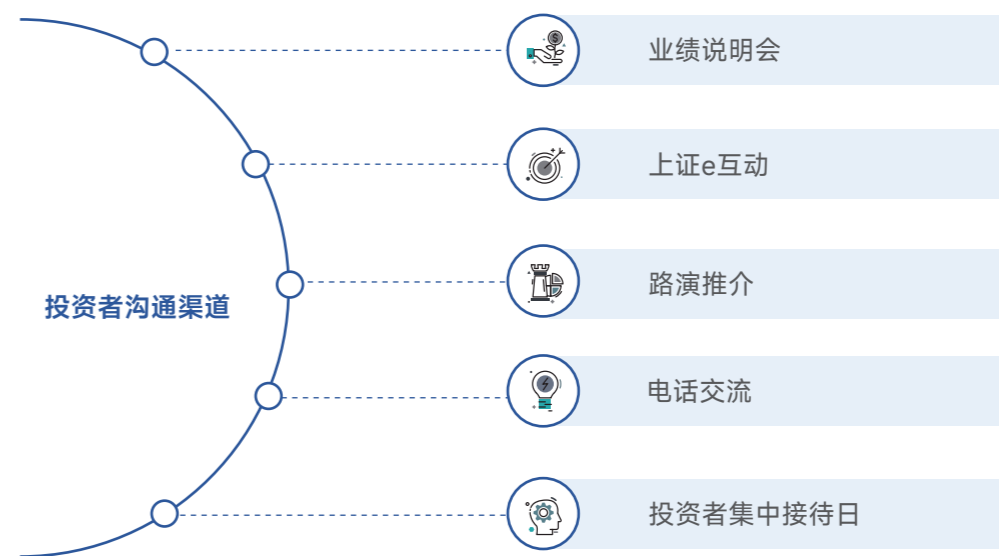 业绩说明会
上证e互动
投资者沟通渠道
路演推介
电话交流
投资者集中接待日